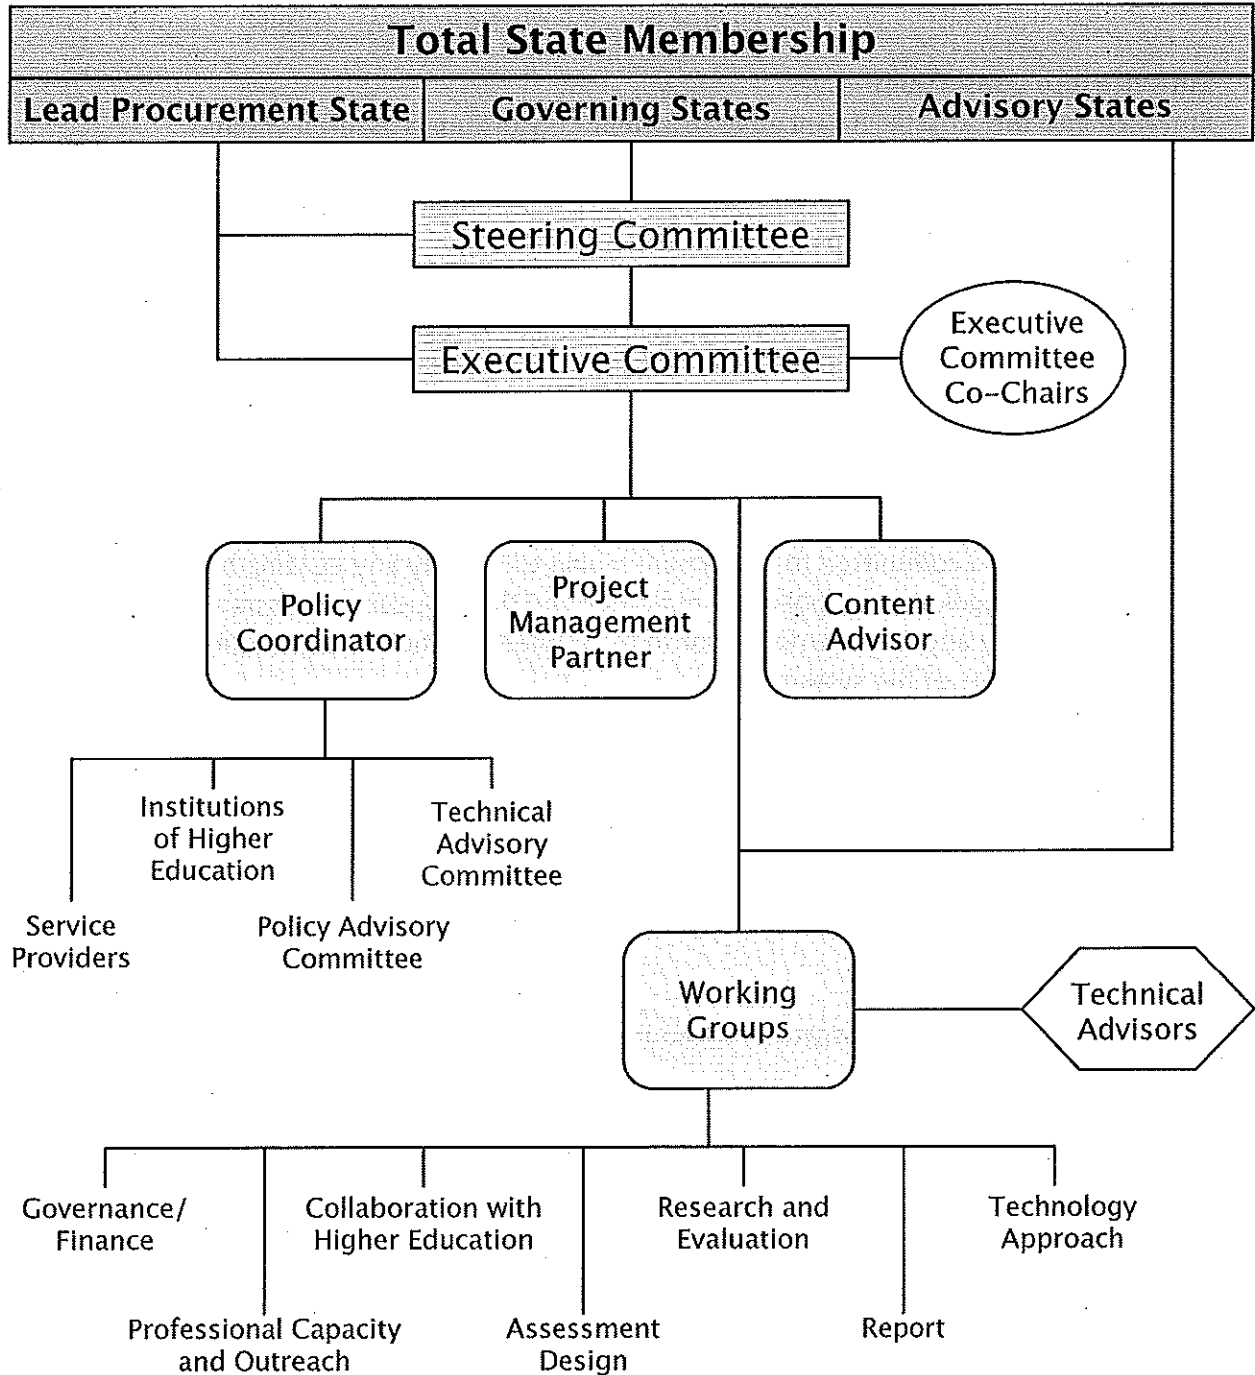 Total State Membership
Lead Procurement State
Governing States
Advisory States
Steering Committee
Executive Committee
Executive
Committee
Co-Chairs
Policy
Coordinator
Project
Management
Partner
Content
Advisor
Institutions
of Higher
Education
Technical
Advisory
Committee
Service
Providers
Policy Advisory
Committee
Working
Groups
Technical
Advisors
Governance/
Finance
Collaboration with
Higher Education
Research and
Evaluation
Technology
Approach
Professional Capacity
and Outreach
Assessment
Design
Report